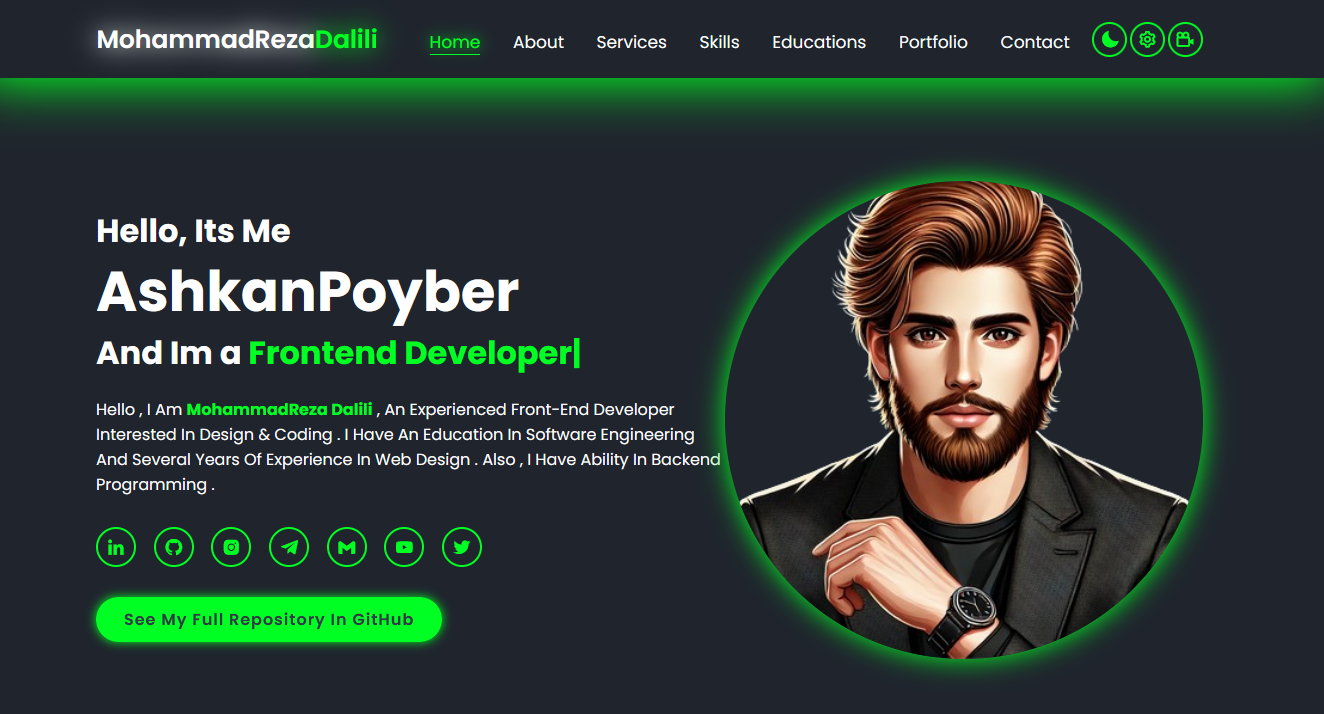 MohammadRezaDalili
Home About Services Skills Educations Portfolio Contact
Hello, Its Me
AshkanPoyber
And Im a Frontend Developer|
Hello , I Am MohammadReza Dalili , An Experienced Front-End Developer
Interested In Design & Coding . I Have An Education In Software Engineering
And Several Years Of Experience In Web Design . Also , I Have Ability In Backend
Programming .
See My Full Repository In GitHub